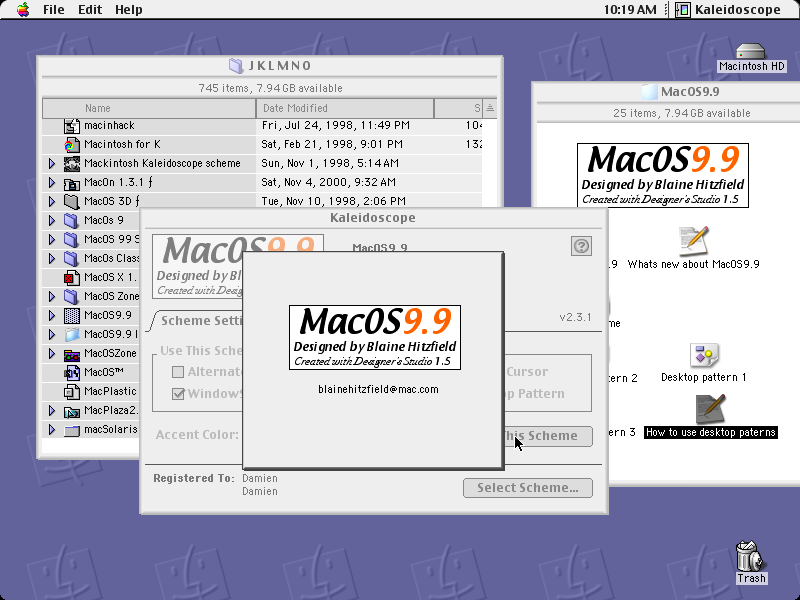 File Edit Help
10:19 AM Kaleidoscope
Macintosh HD
JKLMNO
745 items, 7.94 GB available
Name Date Modified S
macinhack Fri, Jul 24, 1998, 11:49 PM 104
Macintosh for K Sat, Feb 21, 1998, 9:01 PM 132
Mackintosh Kaleidoscope scheme Sun, Nov 1, 1998, 5:14 AM
MacOn 1.3.1 ƒ Sat, Nov 4, 2000, 9:32 AM
MacOS 3D ƒ Tue, Nov 10, 1998, 2:06 PM
MacOs 9
MacOS 99 S
MacOs Class
MacOS X 1.
MacOS Zone
MacOS9.9
MacOS9.9 I
MacOSZone
MacOS™
MacPlastic
MacPlaza2.
macSolaris
MacOS9.9
25 items, 7.94 GB available
MacOS9.9
Designed by Blaine Hitzfield
Created with Designer's Studio 1.5
.9
Whats new about MacOS9.9
me
tern 2
Desktop pattern 1
tern 3
How to use desktop paterns
Trash
Kaleidoscope
MacOS9.9
Designed by Bl
Created with Desig
MacOS9.9
v2.3.1
Scheme Setti
Use This Sche
Alternat
Cursor
Windows
op Pattern
Accent Color:
This Scheme
Registered To: Damien
Damien
Select Scheme...
MacOS9.9
Designed by Blaine Hitzfield
Created with Designer's Studio 1.5
blainehitzfield@mac.com